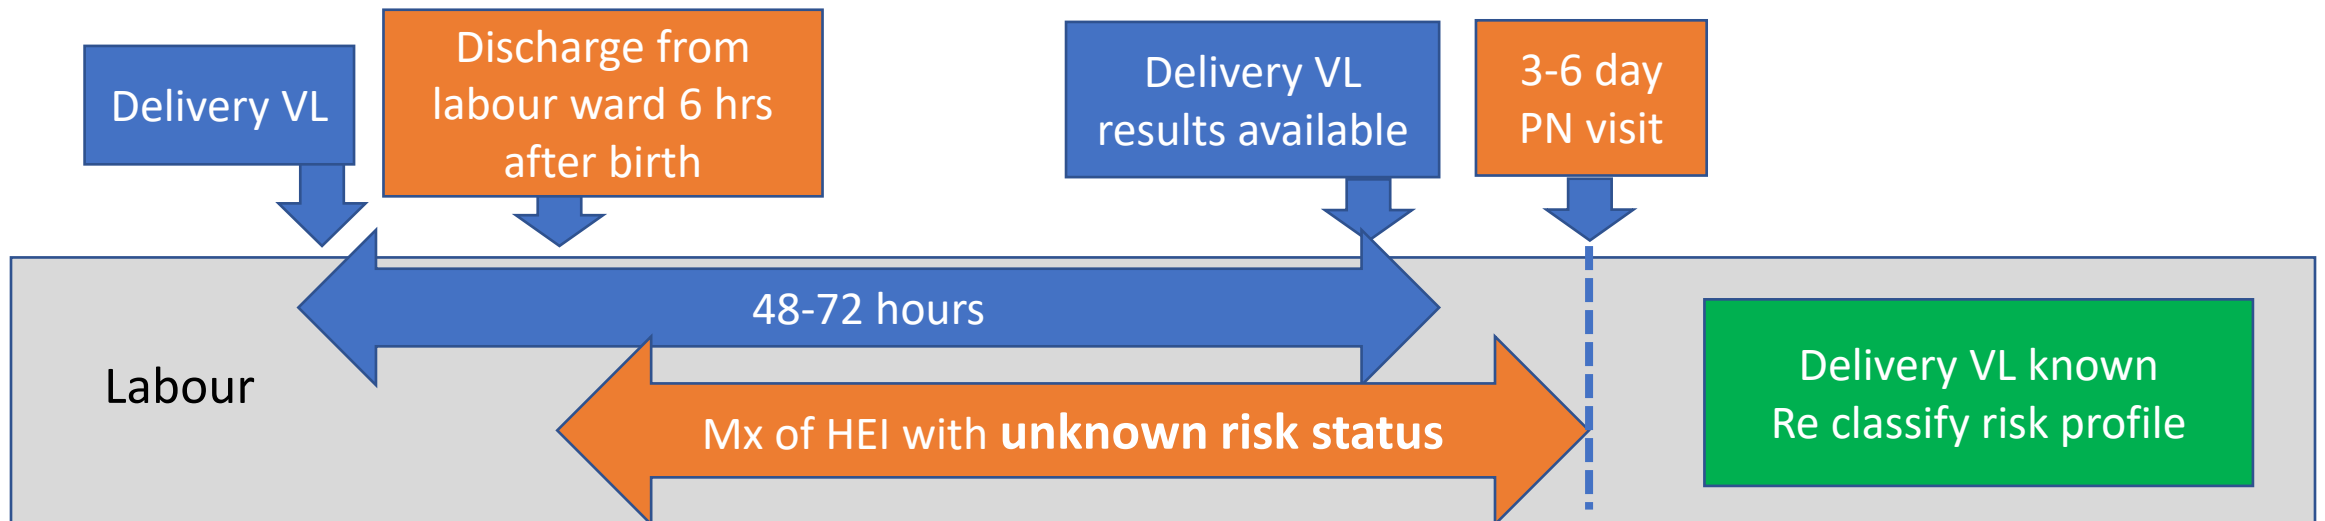 Delivery VL
Discharge from
labour ward 6 hrs
after birth
Delivery VL
results available
3-6 day
PN visit
48-72 hours
Labour
Mx of HEI with unknown risk status
Delivery VL known
Re classify risk profile